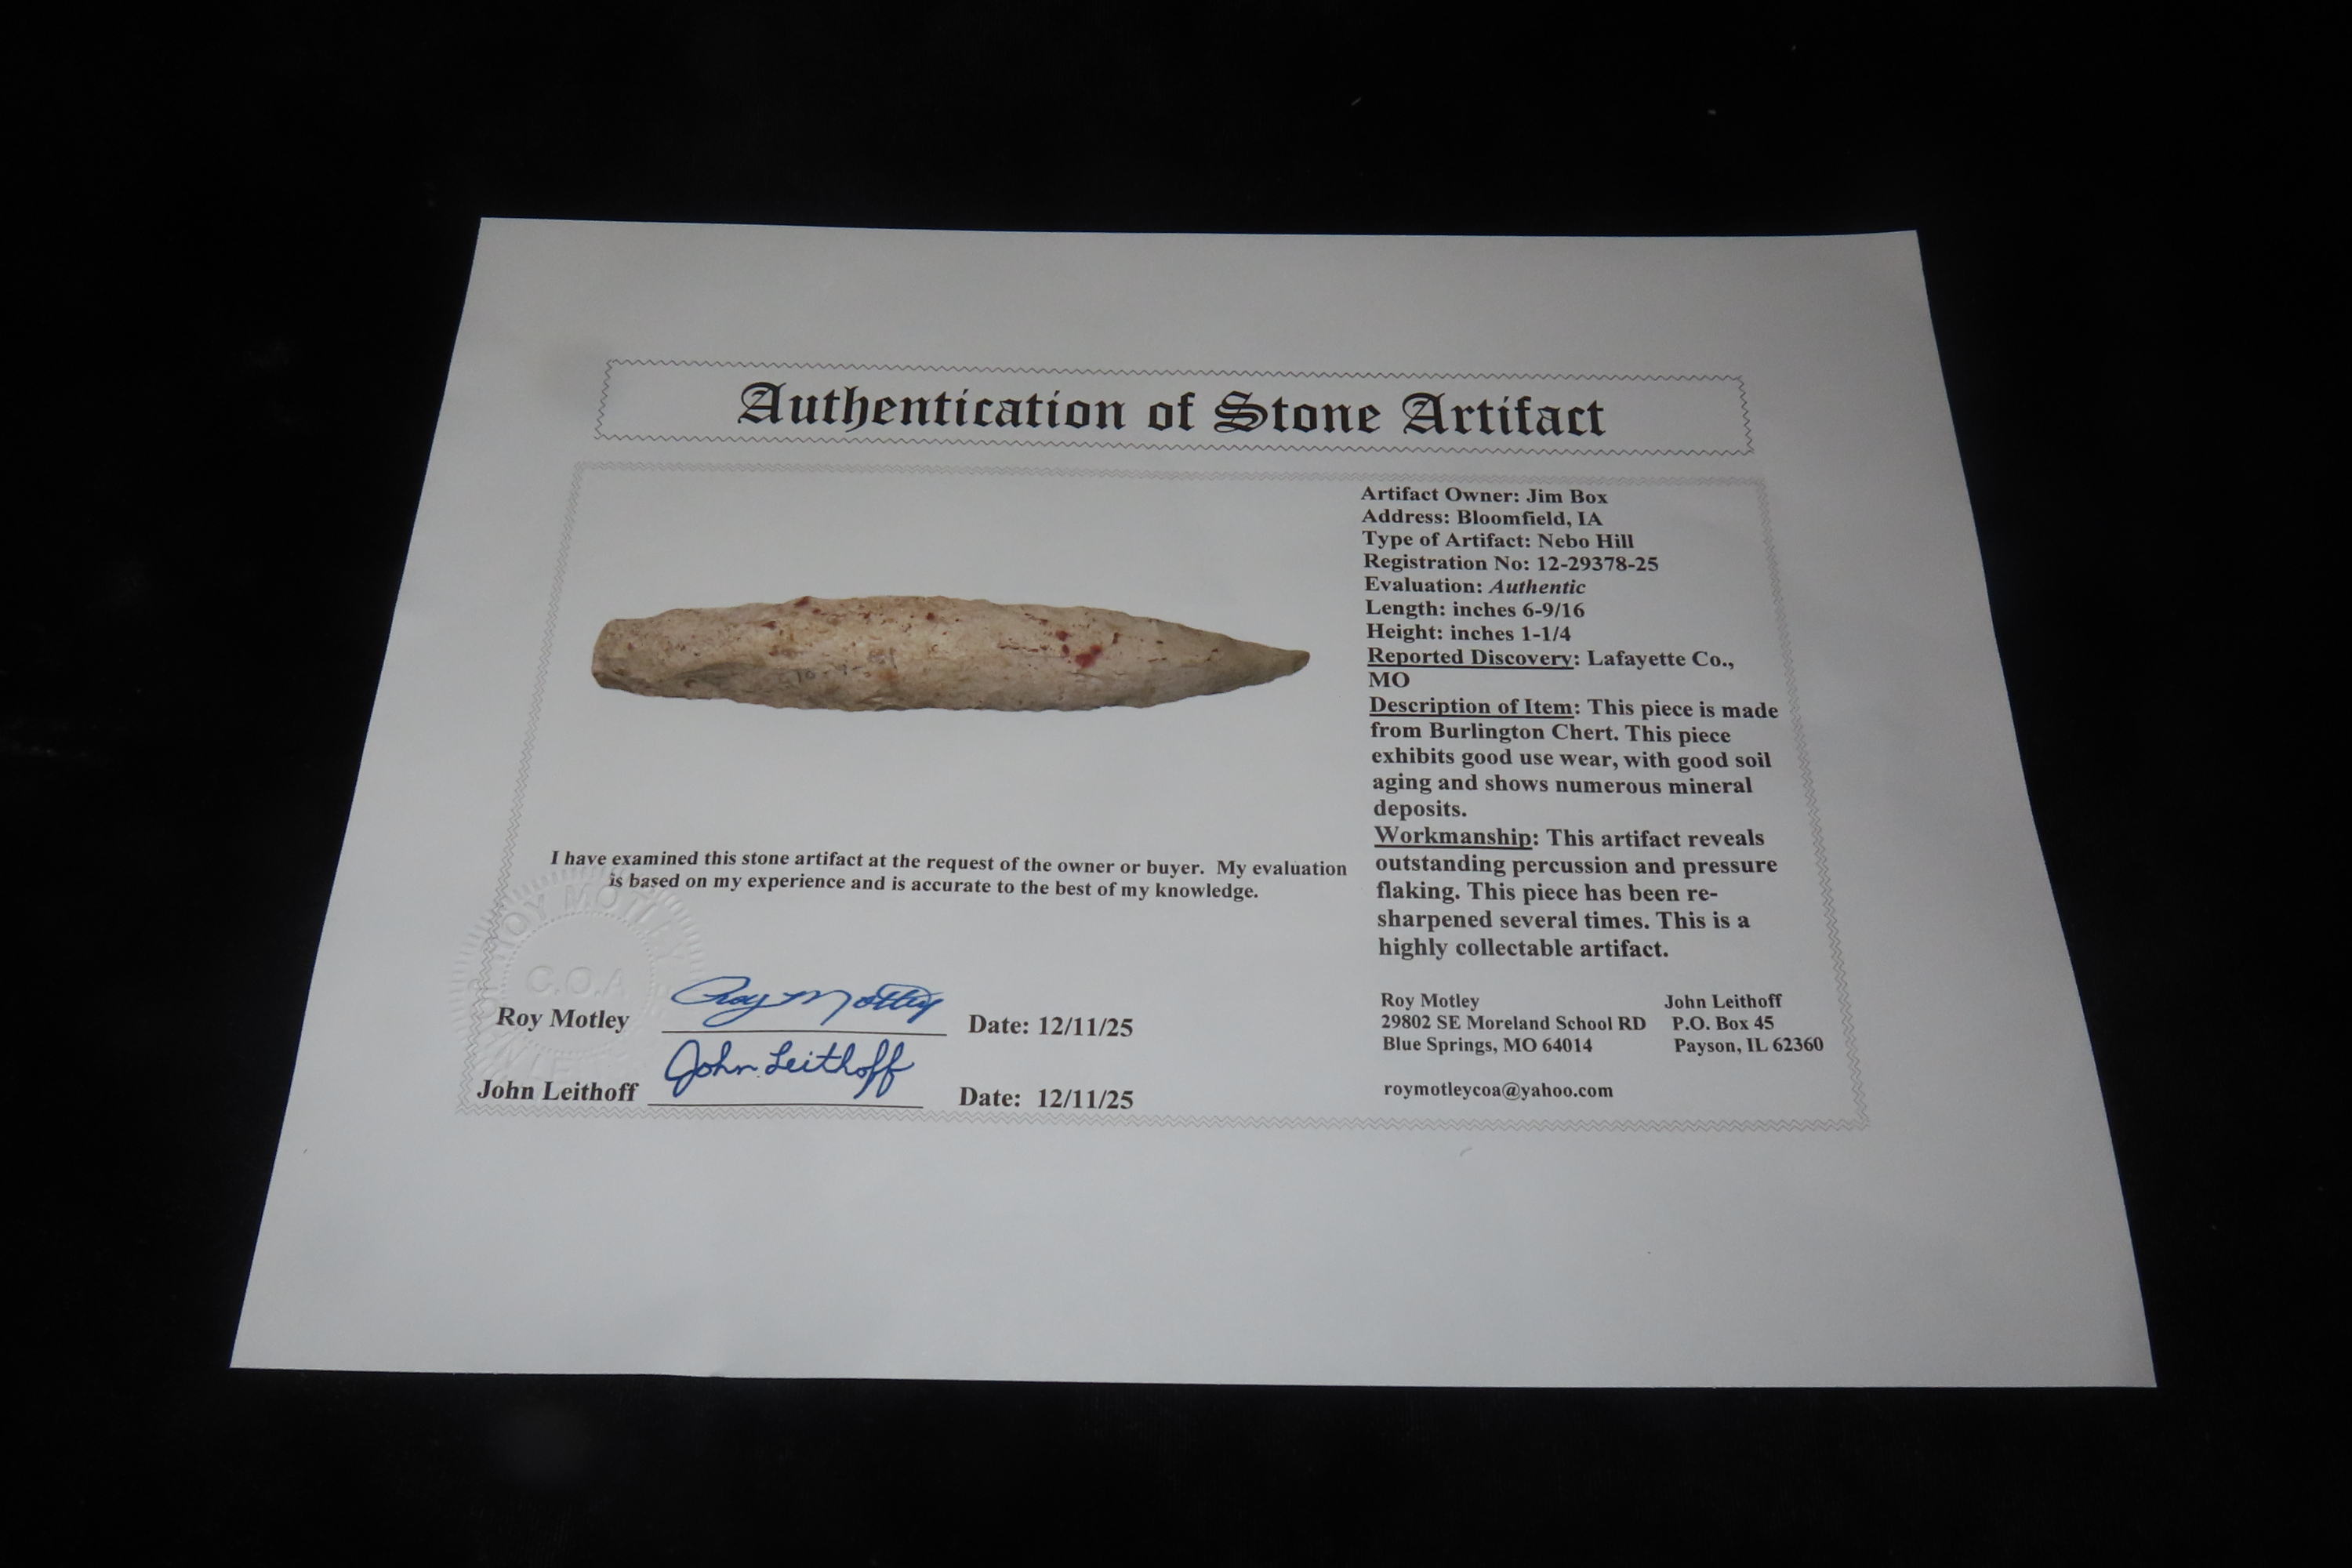 Authentication of Stone Artifact
Artifact Owner: Jim Box
Address: Bloomfield, IA
Type of Artifact: Nebo Hill
Registration No: 12-29378-25
Evaluation: Authentic
Length: inches 6-9/16
Height: inches 1-1/4
Reported Discovery: Lafayette Co.,
MO
Description of Item: This piece is made
from Burlington Chert. This piece
exhibits good use wear, with good soil
aging and shows numerous mineral
deposits.
Workmanship: This artifact reveals
outstanding percussion and pressure
flaking. This piece has been re-
sharpened several times. This is a
highly collectable artifact.
I have examined this stone artifact at the request of the owner or buyer. My evaluation
is based on my experience and is accurate to the best of my knowledge.
ROY MOTLEY
C.O.A
Roy Motley Roy Motley Date: 12/11/25
John Leithoff John Leithoff Date: 12/11/25
Roy Motley John Leithoff
29802 SE Moreland School RD P.O. Box 45
Blue Springs, MO 64014 Payson, IL 62360
roymotleycoa@yahoo.com